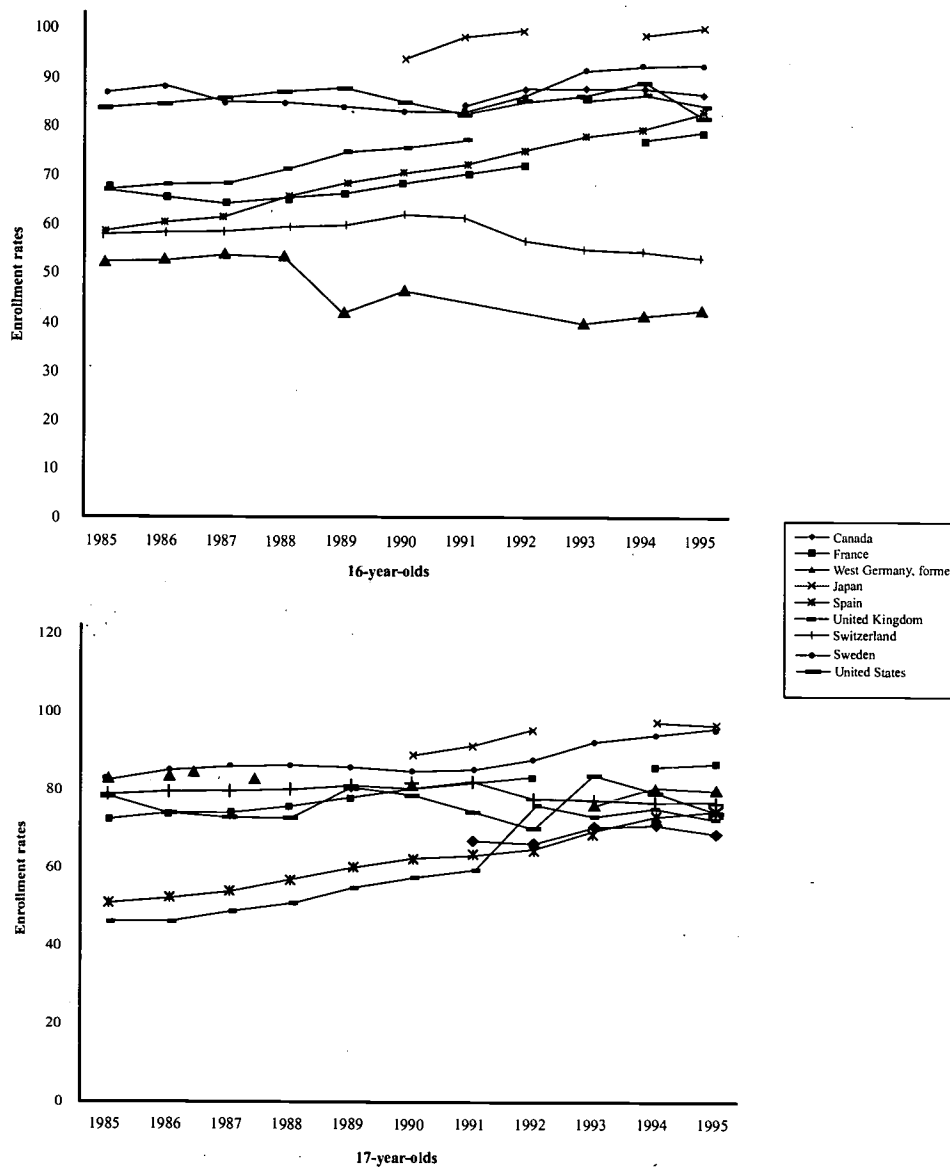 100
90
80
70
60
50
40
30
20
10
0
Enrollment rates
1985 1986 1987 1988 1989 1990 1991 1992 1993 1994 1995
16-year-olds
Canada
France
West Germany, forme
Japan
Spain
United Kingdom
Switzerland
Sweden
United States
120
100
80
60
40
20
0
Enrollment rates
1985 1986 1987 1988 1989 1990 1991 1992 1993 1994 1995
17-year-olds